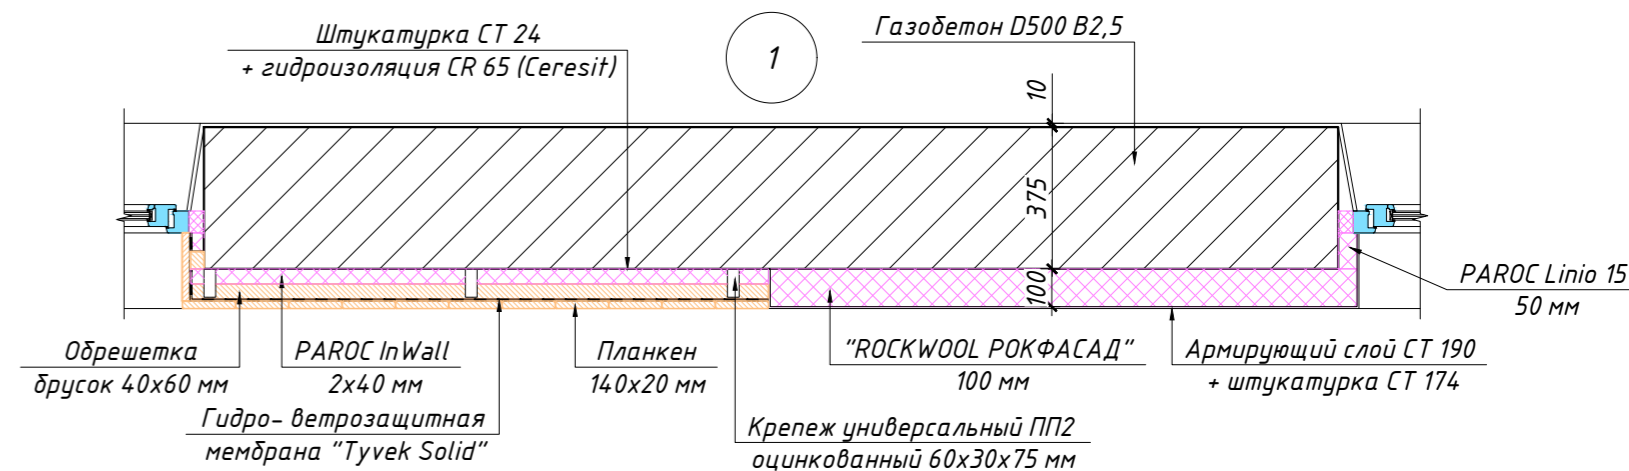 Штукатурка СТ 24
+ гидроизоляция CR 65 (Ceresit)
1
Газобетон D500 В2,5
10
375
100
PAROC Linio 15
50 мм
Обрешетка
брусок 40х60 мм
PAROC InWall
2х40 мм
Планкен
140х20 мм
"ROCKWOOL РОКФАСАД"
100 мм
Армирующий слой СТ 190
+ штукатурка СТ 174
Гидро- ветрозащитная
мембрана "Tyvek Solid"
Крепеж универсальный ПП2
оцинкованный 60х30х75 мм